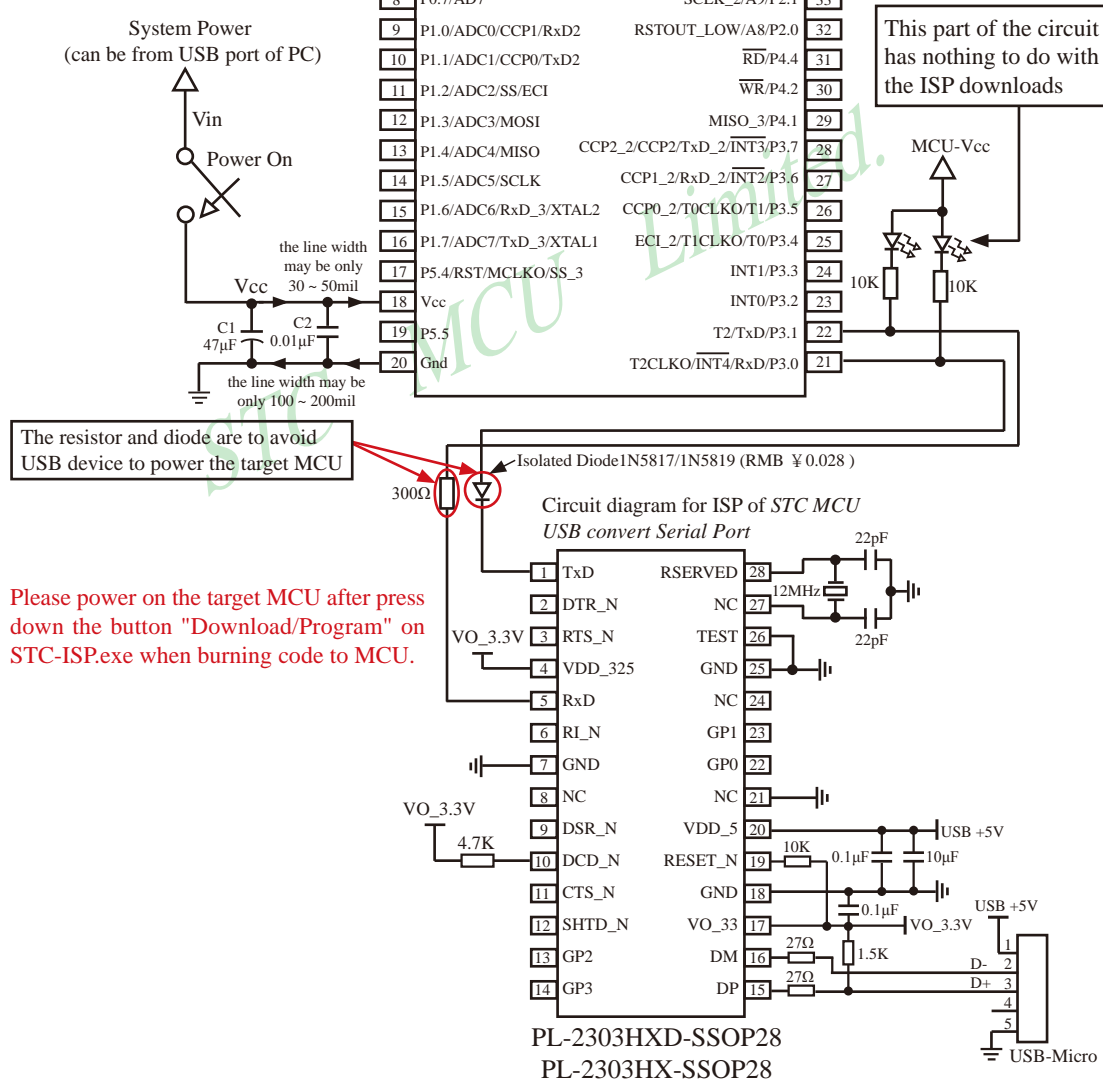 System Power
(can be from USB port of PC)
Vin
Power On
Vcc
the line width
may be only
30 ~ 50mil
C1
47µF
C2
0.01µF
the line width may be
only 100 ~ 200mil
8 P0.7/AD7
9 P1.0/ADC0/CCP1/RxD2
10 P1.1/ADC1/CCP0/TxD2
11 P1.2/ADC2/SS/ECI
12 P1.3/ADC3/MOSI
13 P1.4/ADC4/MISO
14 P1.5/ADC5/SCLK
15 P1.6/ADC6/RxD_3/XTAL2
16 P1.7/ADC7/TxD_3/XTAL1
17 P5.4/RST/MCLKO/SS_3
18 Vcc
19 P5.5
20 Gnd
SCLK_2/A9/P2.1 33
RSTOUT_LOW/A8/P2.0 32
RD/P4.4 31
WR/P4.2 30
MISO_3/P4.1 29
CCP2_2/CCP2/TxD_2/INT3/P3.7 28
CCP1_2/RxD_2/INT2/P3.6 27
CCP0_2/T0CLKO/T1/P3.5 26
ECI_2/T1CLKO/T0/P3.4 25
INT1/P3.3 24
INT0/P3.2 23
T2/TxD/P3.1 22
T2CLKO/INT4/RxD/P3.0 21
STC MCU Limited.
This part of the circuit
has nothing to do with
the ISP downloads
MCU-Vcc
10K
10K
The resistor and diode are to avoid
USB device to power the target MCU
300Ω
Isolated Diode1N5817/1N5819 (RMB ￥0.028 )
Circuit diagram for ISP of STC MCU
USB convert Serial Port
Please power on the target MCU after press
down the button "Download/Program" on
STC-ISP.exe when burning code to MCU.
1 TxD
2 DTR_N
VO_3.3V
3 RTS_N
4 VDD_325
5 RxD
6 RI_N
7 GND
8 NC
VO_3.3V
9 DSR_N
4.7K
10 DCD_N
11 CTS_N
12 SHTD_N
13 GP2
14 GP3
RSERVED 28
NC 27
TEST 26
GND 25
NC 24
GP1 23
GP0 22
NC 21
VDD_5 20
RESET_N 19
GND 18
VO_33 17
DM 16
DP 15
22pF
12MHz
22pF
USB +5V
10K
0.1µF
10µF
0.1µF
VO_3.3V
1.5K
27Ω
27Ω
USB +5V
D-
D+
1
2
3
4
5
USB-Micro
PL-2303HXD-SSOP28
PL-2303HX-SSOP28